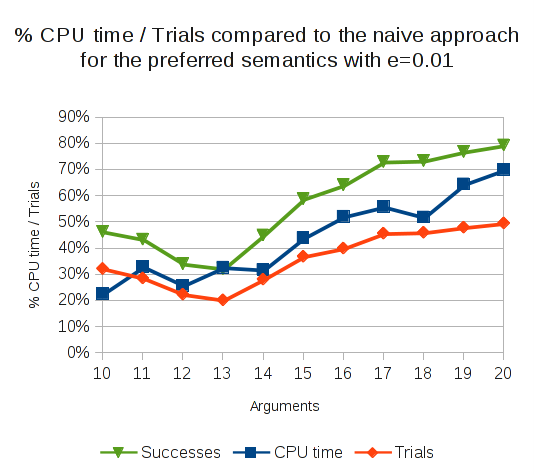 % CPU time / Trials compared to the naive approach
for the preferred semantics with e=0.01
90%
80%
70%
60%
50%
40%
30%
20%
10%
0%
% CPU time / Trials
10 11 12 13 14 15 16 17 18 19 20
Arguments
Successes CPU time Trials